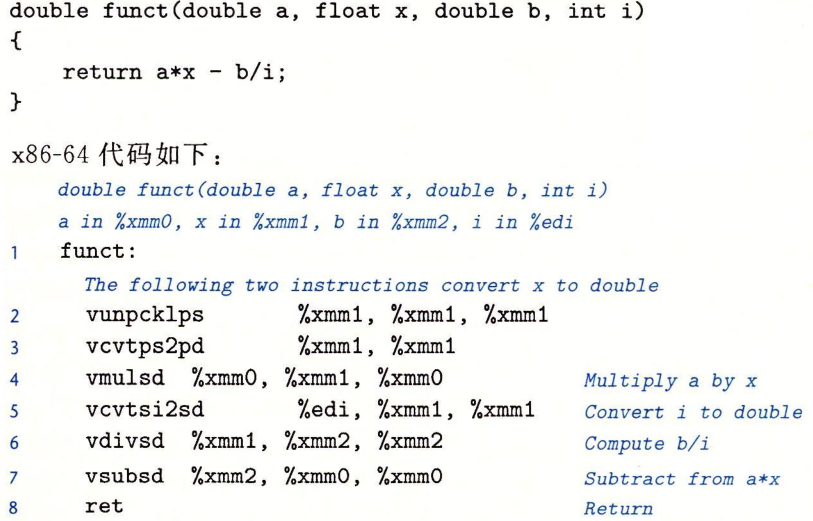 double funct(double a, float x, double b, int i)
{
return a*x - b/i;
}
x86-64 代码如下：
double funct(double a, float x, double b, int i)
a in %xmm0, x in %xmm1, b in %xmm2, i in %edi
1 funct:
The following two instructions convert x to double
2 vunpcklps %xmm1, %xmm1, %xmm1
3 vcvtps2pd %xmm1, %xmm1
4 vmulsd %xmm0, %xmm1, %xmm0 Multiply a by x
5 vcvtsi2sd %edi, %xmm1, %xmm1 Convert i to double
6 vdivsd %xmm1, %xmm2, %xmm2 Compute b/i
7 vsubsd %xmm2, %xmm0, %xmm0 Subtract from a*x
8 ret Return